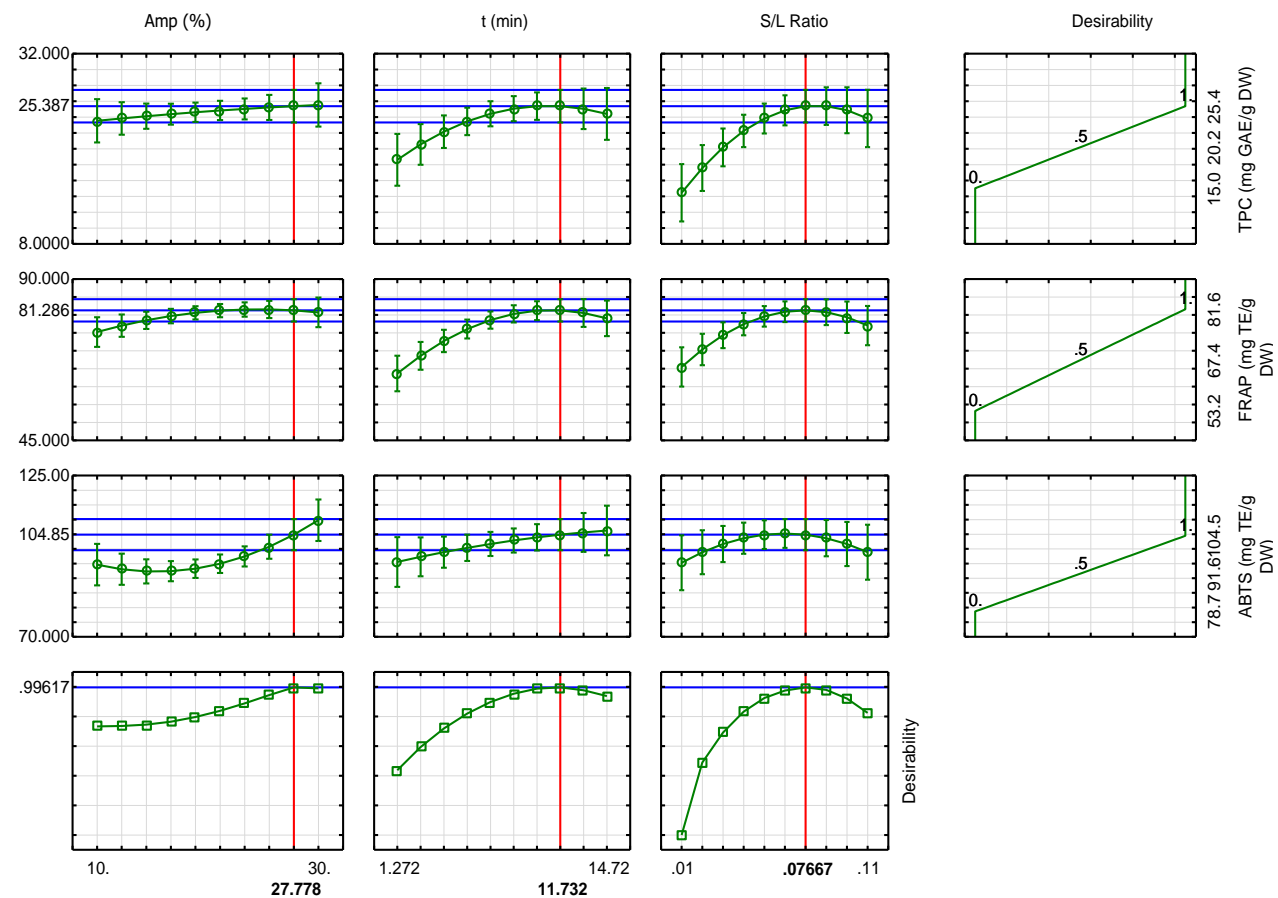 Amp (%) t (min) S/L Ratio Desirability
32.000
25.387
8.0000
1.
.5
0.
15.0 20.2 25.4
TPC (mg GAE/g DW)
90.000
81.286
45.000
1.
.5
0.
53.2 67.4 81.6
FRAP (mg TE/g
DW)
125.00
104.85
70.000
1.
.5
0.
78.7 91.6104.5
ABTS (mg TE/g
DW)
.99617
Desirability
10. 30. 1.272 14.72 .01 .11
27.778 11.732 .07667